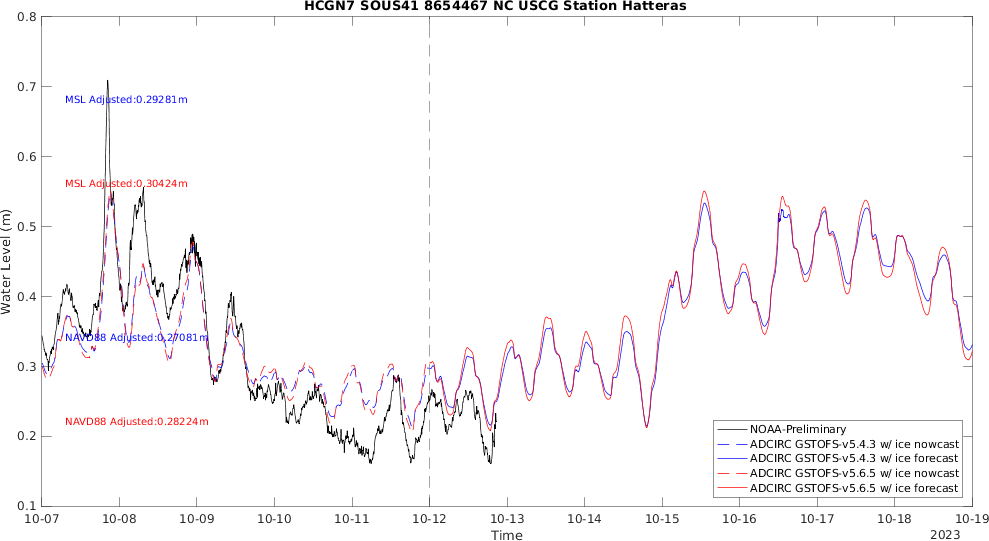 HCGN7 SOUS41 8654467 NC USCG Station Hatteras
0.8
0.7
0.6
0.5
0.4
0.3
0.2
0.1
Water Level (m)
MSL Adjusted:0.29281m
MSL Adjusted:0.30424m
NAVD88 Adjusted:0.27081m
NAVD88 Adjusted:0.28224m
NOAA-Preliminary
ADCIRC GSTOFS-v5.4.3 w/ ice nowcast
ADCIRC GSTOFS-v5.4.3 w/ ice forecast
ADCIRC GSTOFS-v5.6.5 w/ ice nowcast
ADCIRC GSTOFS-v5.6.5 w/ ice forecast
10-07 10-08 10-09 10-10 10-11 10-12 10-13 10-14 10-15 10-16 10-17 10-18 10-19
Time
2023